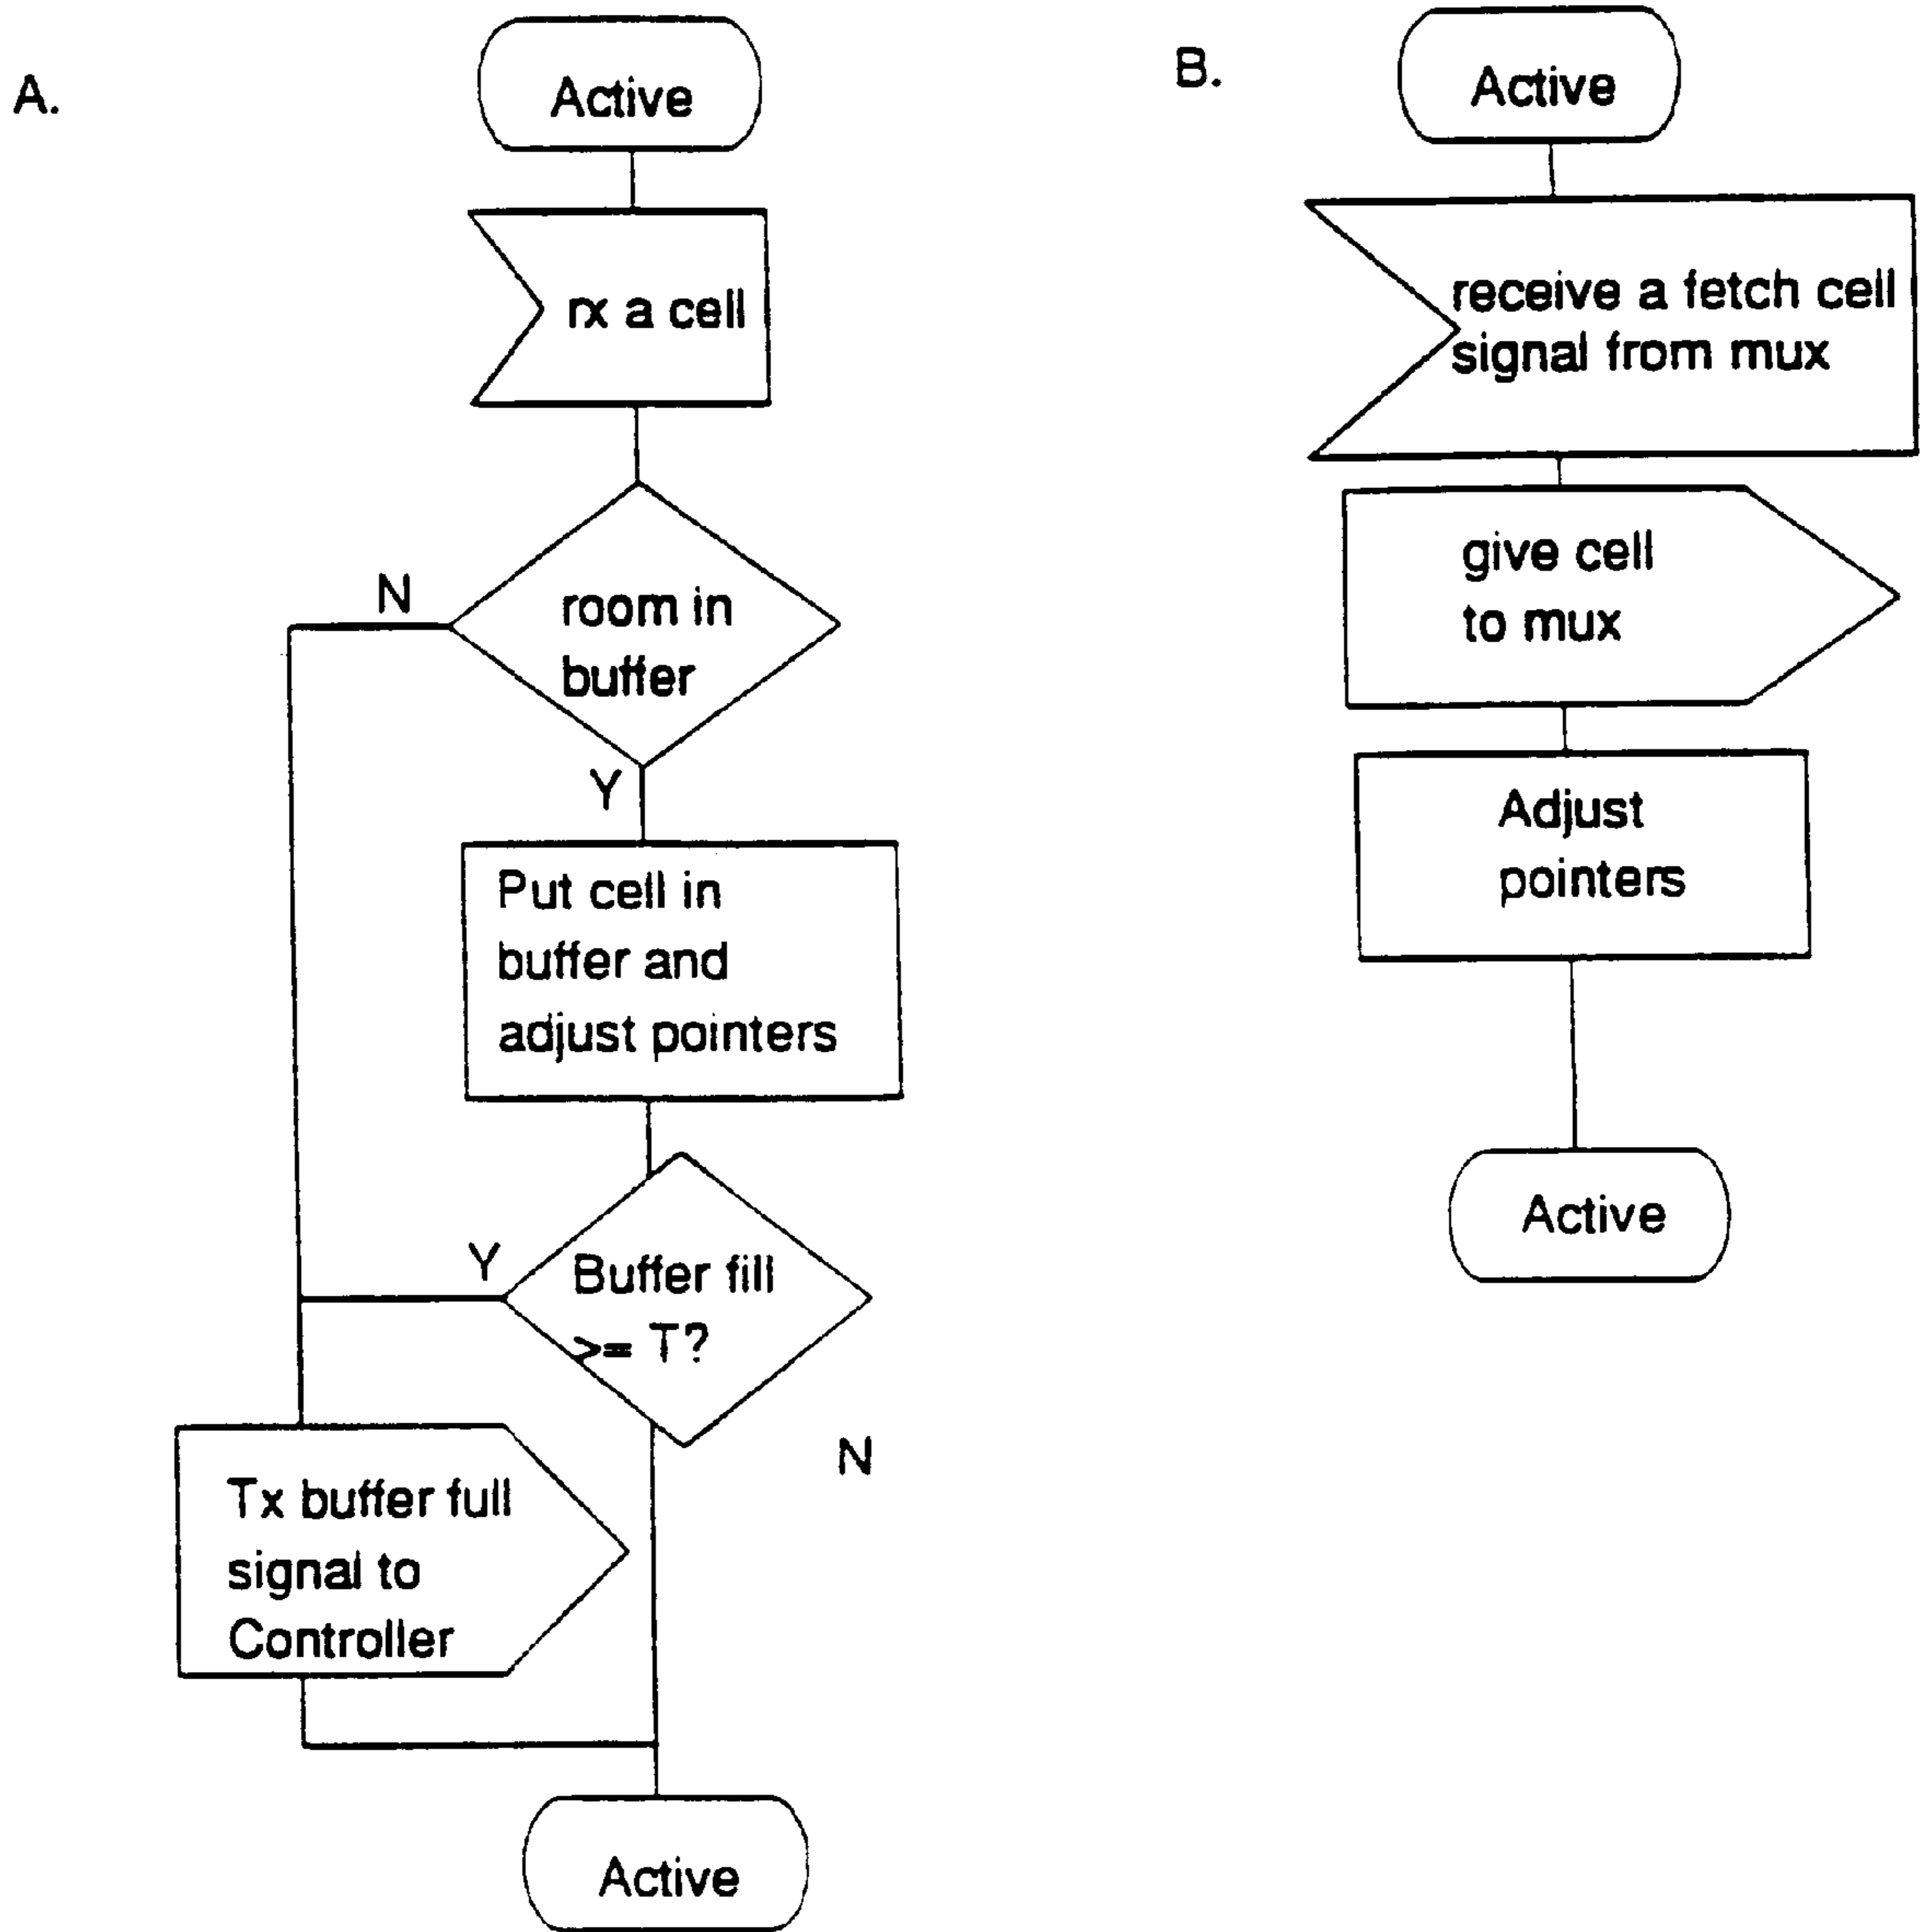 A.
Active
rx a cell
N
room in
buffer
Y
Put cell in
buffer and
adjust pointers
Y
Buffer fill
>= T?
N
Tx buffer full
signal to
Controller
Active
B.
Active
receive a fetch cell
signal from mux
give cell
to mux
Adjust
pointers
Active